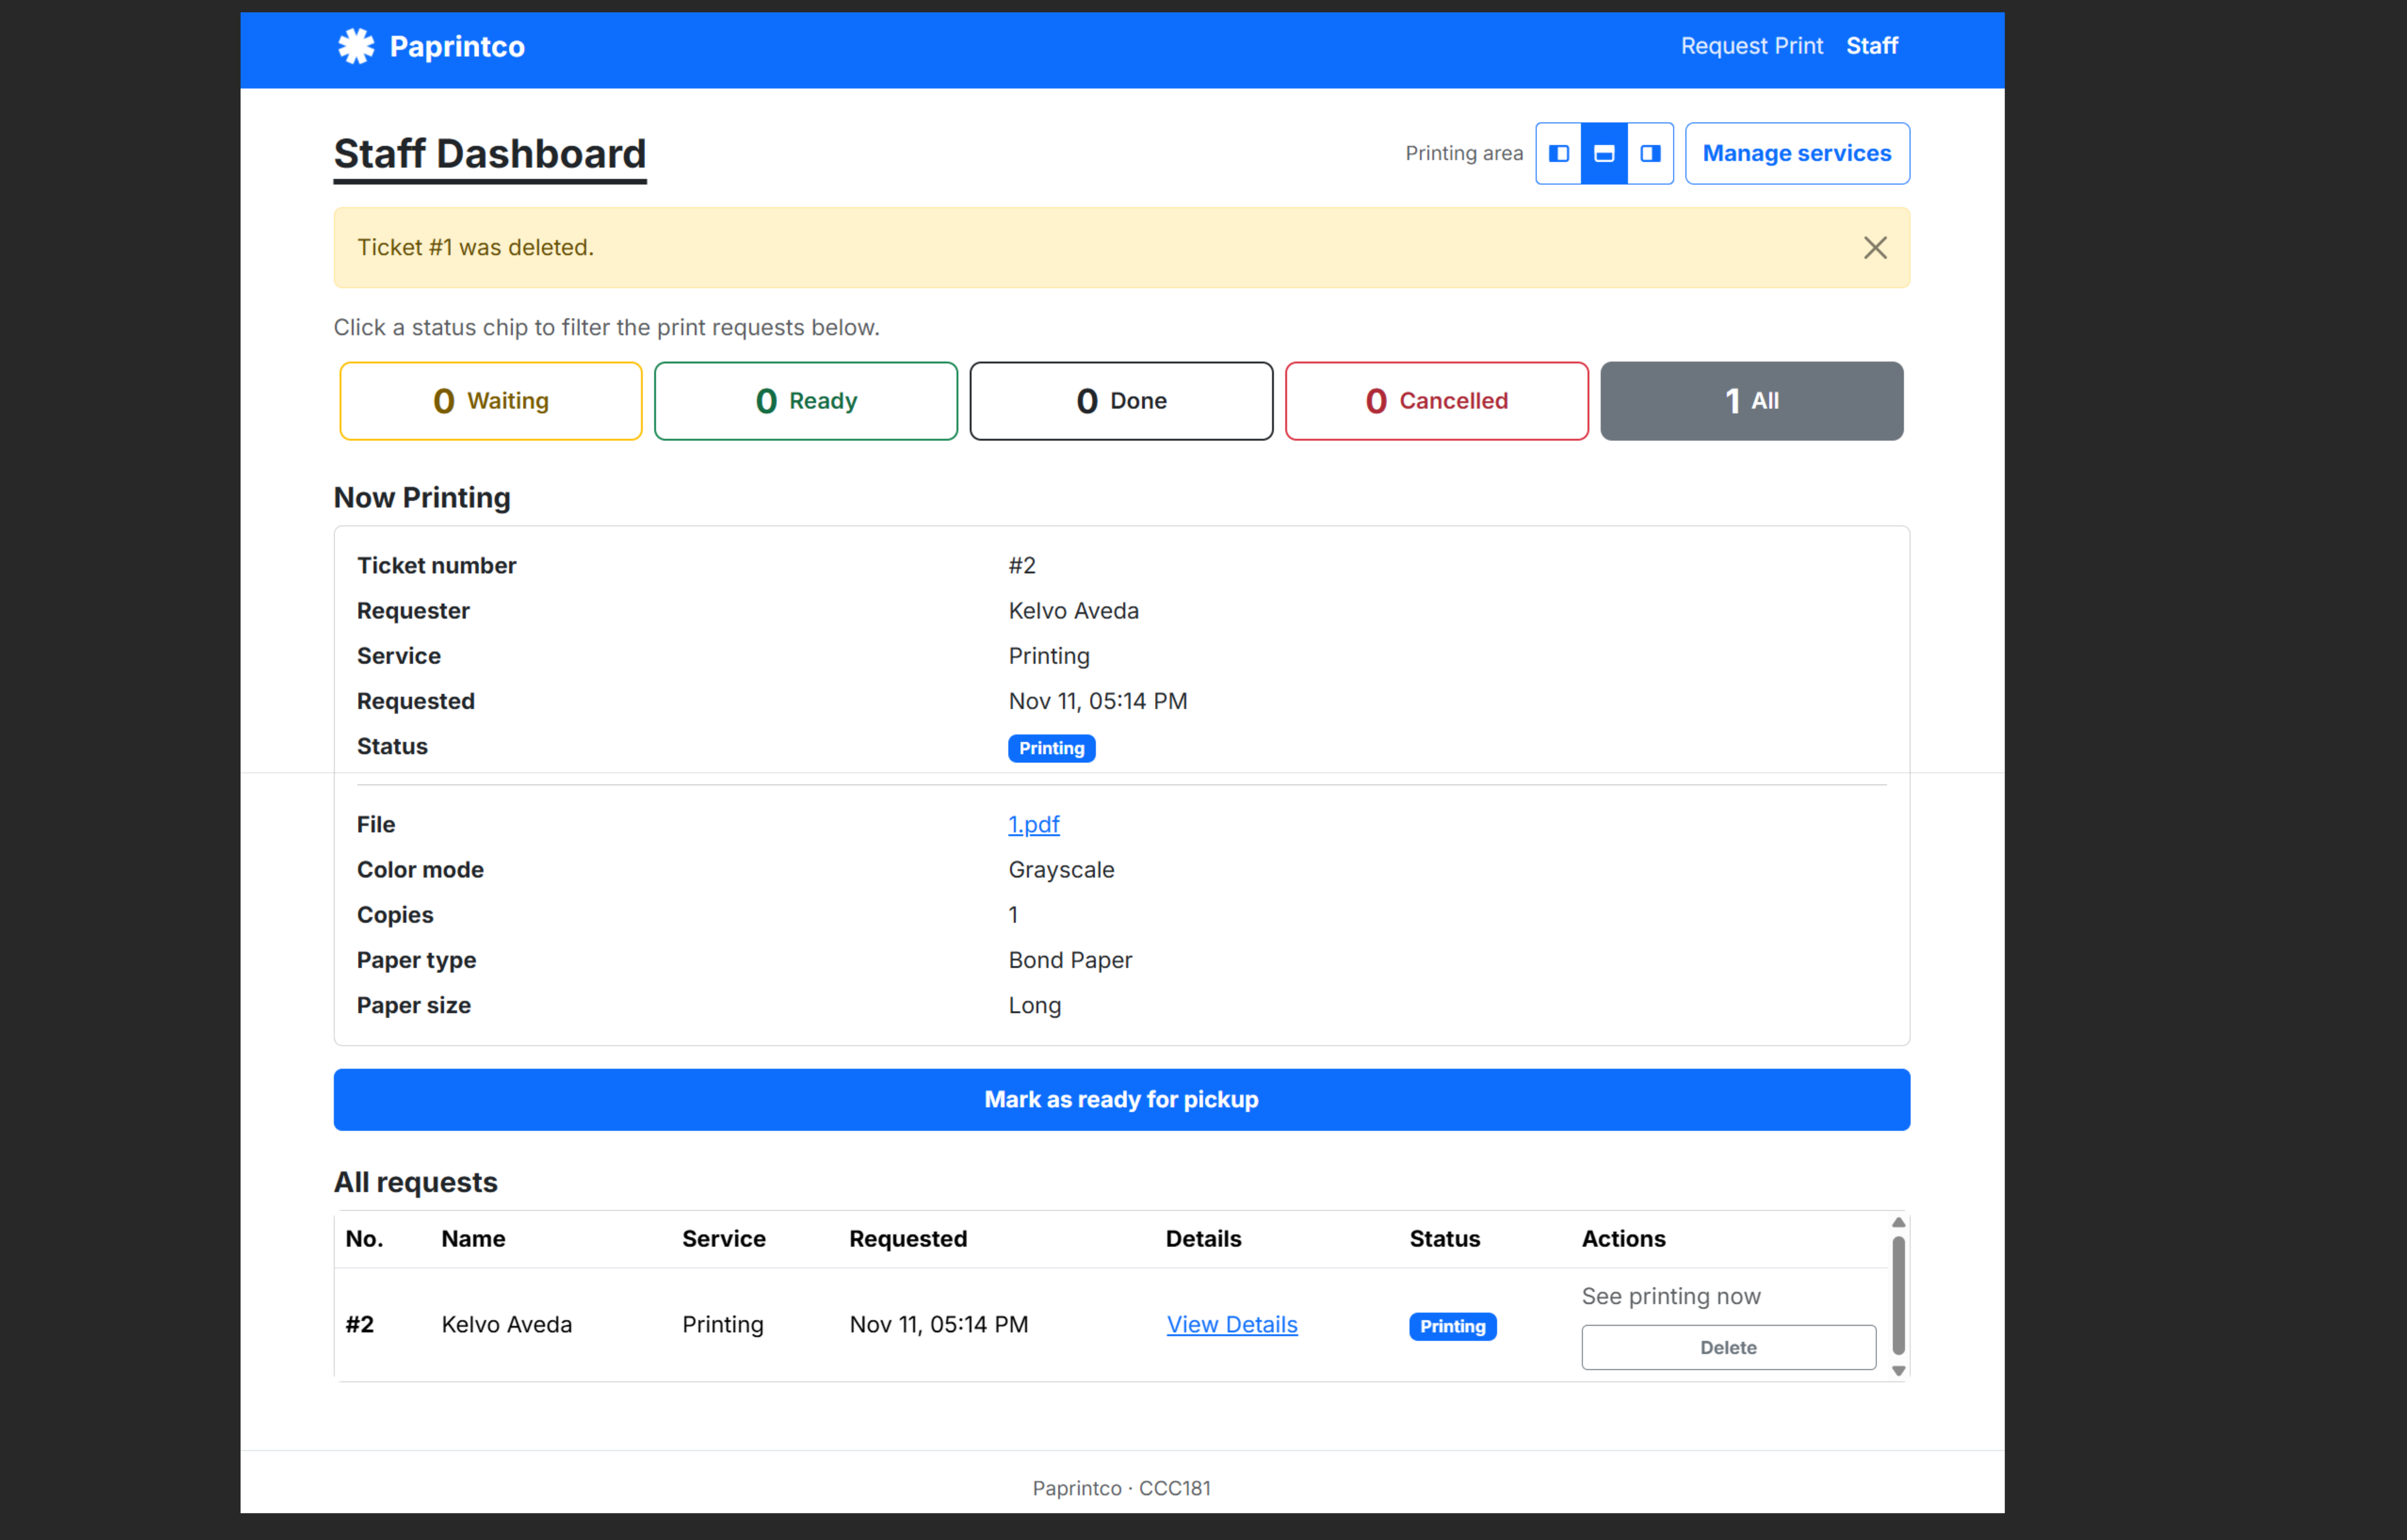 Paprintco Request Print Staff
Staff Dashboard Printing area Manage services
Ticket #1 was deleted.
Click a status chip to filter the print requests below.
0 Waiting 0 Ready 0 Done 0 Cancelled 1 All
Now Printing
Ticket number #2
Requester Kelvo Aveda
Service Printing
Requested Nov 11, 05:14 PM
Status Printing
File 1.pdf
Color mode Grayscale
Copies 1
Paper type Bond Paper
Paper size Long
Mark as ready for pickup
All requests
No. Name Service Requested Details Status Actions
#2 Kelvo Aveda Printing Nov 11, 05:14 PM View Details Printing See printing now
Delete
Paprintco · CCC181